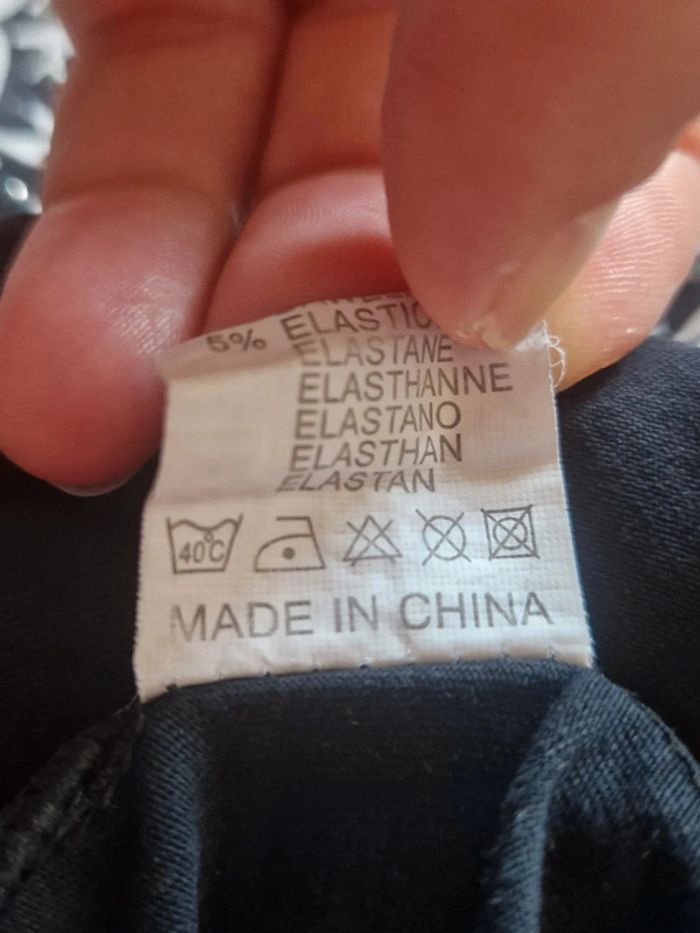 5% ELASTIC
ELASTANE
ELASTHANNE
ELASTANO
ELASTHAN
ELASTAN
40°C
MADE IN CHINA